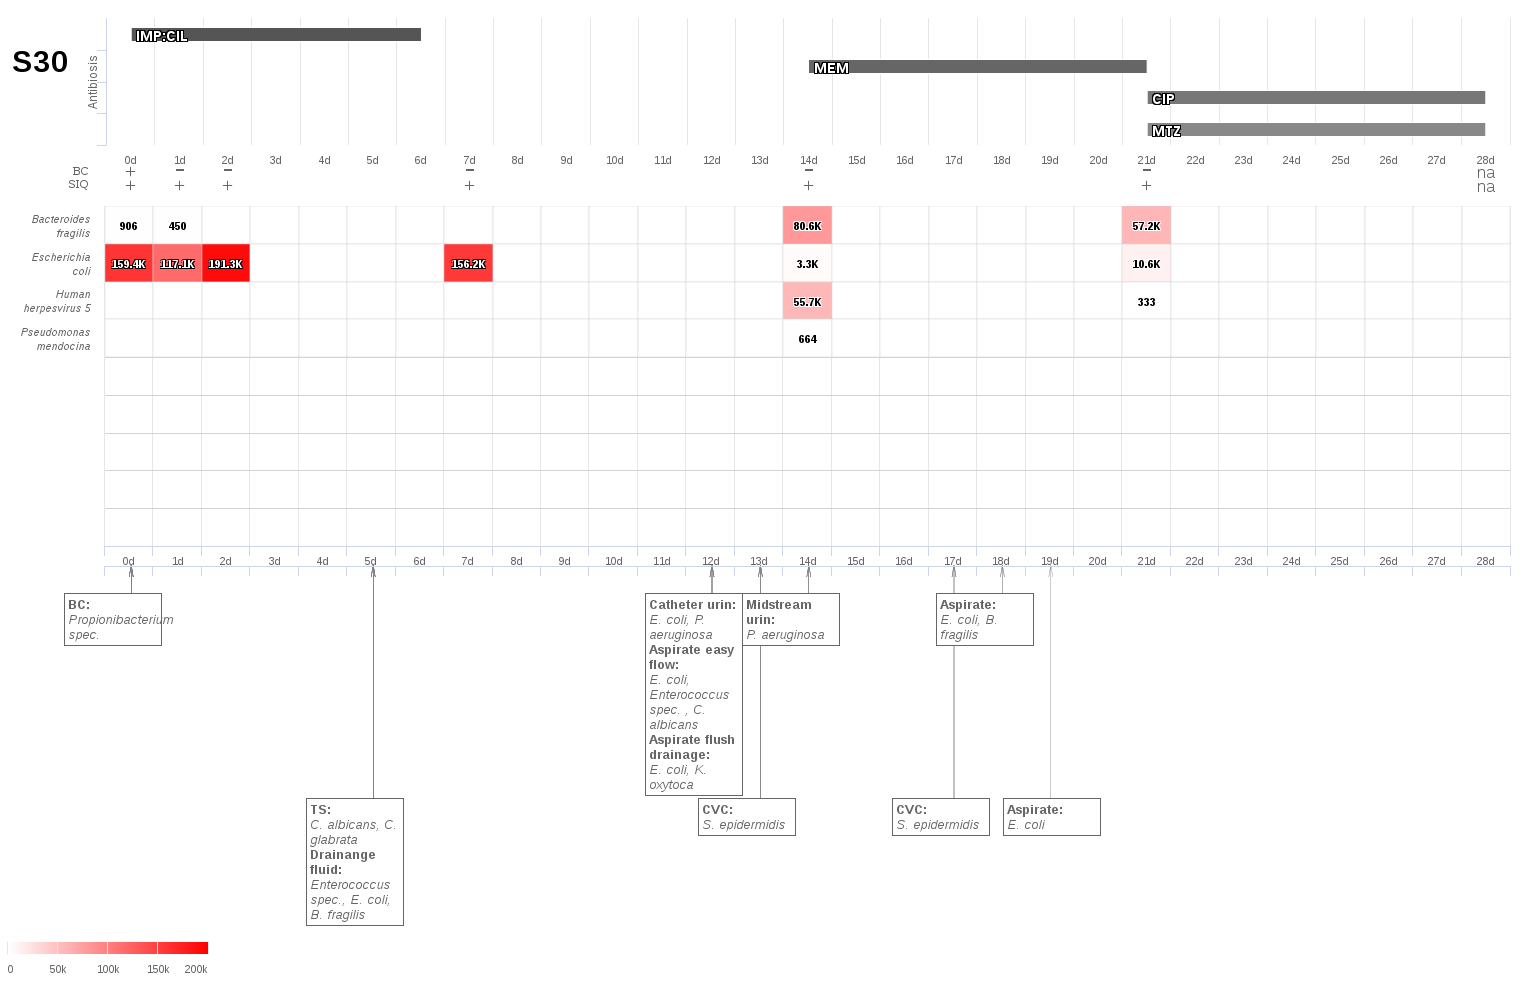 IMP:CIL
S30
Antibiosis
MEM
CIP
MTZ
0d 1d 2d 3d 4d 5d 6d 7d 8d 9d 10d 11d 12d 13d 14d 15d 16d 17d 18d 19d 20d 21d 22d 23d 24d 25d 26d 27d 28d
BC + − − − − na
SIQ + + + + + + na
Bacteroides
fragilis
906 450 80.6K 57.2K
Escherichia
coli
159.4K 117.1K 191.3K 156.2K 3.3K 10.6K
Human
herpesvirus 5
55.7K 333
Pseudomonas
mendocina
664
0d 1d 2d 3d 4d 5d 6d 7d 8d 9d 10d 11d 12d 13d 14d 15d 16d 17d 18d 19d 20d 21d 22d 23d 24d 25d 26d 27d 28d
BC:
Propionibacterium
spec.
Catheter urin:
E. coli, P.
aeruginosa
Aspirate easy
flow:
E. coli,
Enterococcus
spec. , C.
albicans
Aspirate flush
drainage:
E. coli, K.
oxytoca
Midstream
urin:
P. aeruginosa
Aspirate:
E. coli, B.
fragilis
TS:
C. albicans, C.
glabrata
Drainange
fluid:
Enterococcus
spec., E. coli,
B. fragilis
CVC:
S. epidermidis
CVC:
S. epidermidis
Aspirate:
E. coli
0 50k 100k 150k 200k